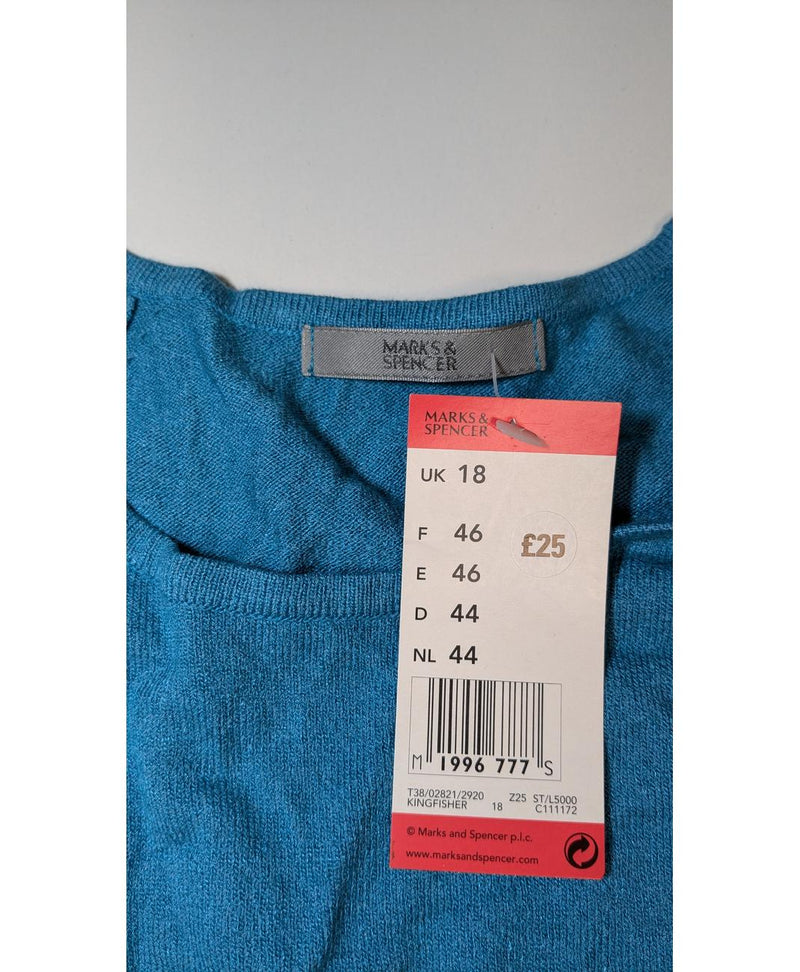 MARKS &
SPENCER
MARKS &
SPENCER
UK 18
F 46
£25
E 46
D 44
NL 44
M 1996 777 S
T38/02821/2920 Z25 ST/L5000
KINGFISHER 18 C111172
© Marks and Spencer p.l.c.
www.marksandspencer.com